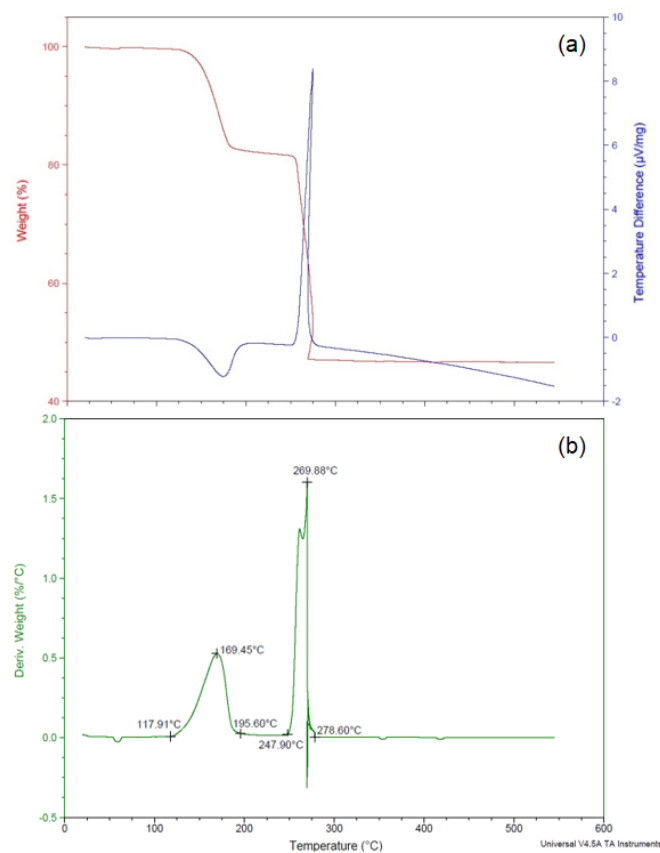 (a)
100
80
60
40
Weight (%)
10
8
6
4
2
0
-2
Temperature Difference (µV/mg)
(b)
2.0
1.5
1.0
0.5
0.0
-0.5
Deriv. Weight (%/°C)
269.88°C
169.45°C
117.91°C
195.60°C
247.90°C
278.60°C
0
100
200
300
400
500
600
Temperature (°C)
Universal V4.5A TA Instruments